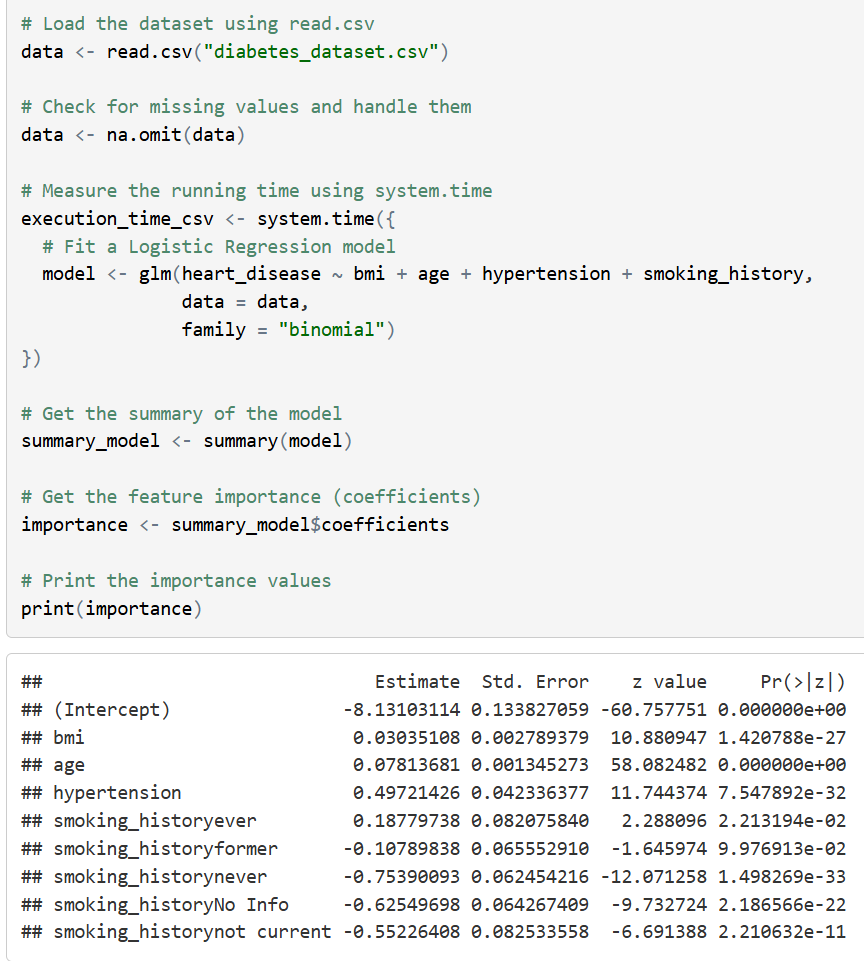 # Load the dataset using read.csv
data <- read.csv("diabetes_dataset.csv")
# Check for missing values and handle them
data <- na.omit(data)
# Measure the running time using system.time
execution_time_csv <- system.time({
  # Fit a Logistic Regression model
  model <- glm(heart_disease ~ bmi + age + hypertension + smoking_history,
               data = data,
               family = "binomial")
})
# Get the summary of the model
summary_model <- summary(model)
# Get the feature importance (coefficients)
importance <- summary_model$coefficients
# Print the importance values
print(importance)
##                               Estimate  Std. Error    z value     Pr(>|z|)
## (Intercept)                -8.13103114 0.133827059 -60.757751 0.000000e+00
## bmi                         0.03035108 0.002789379  10.880947 1.420788e-27
## age                         0.07813681 0.001345273  58.082482 0.000000e+00
## hypertension                0.49721426 0.042336377  11.744374 7.547892e-32
## smoking_historyever         0.18779738 0.082075840   2.288096 2.213194e-02
## smoking_historyformer      -0.10789838 0.065552910  -1.645974 9.976913e-02
## smoking_historynever       -0.75390093 0.062454216 -12.071258 1.498269e-33
## smoking_historyNo Info     -0.62549698 0.064267409  -9.732724 2.186566e-22
## smoking_historynot current -0.55226408 0.082533558  -6.691388 2.210632e-11